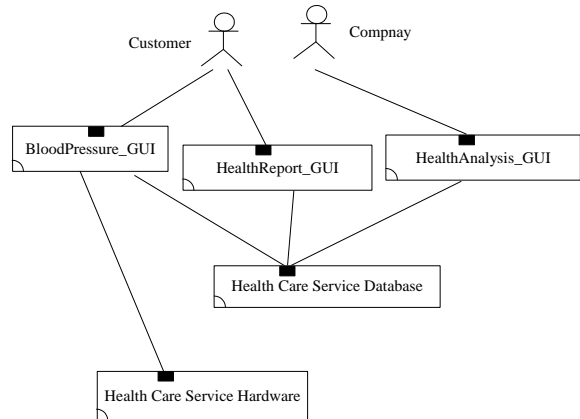 Customer
Compnay
BloodPressure_GUI
HealthReport_GUI
HealthAnalysis_GUI
Health Care Service Database
Health Care Service Hardware